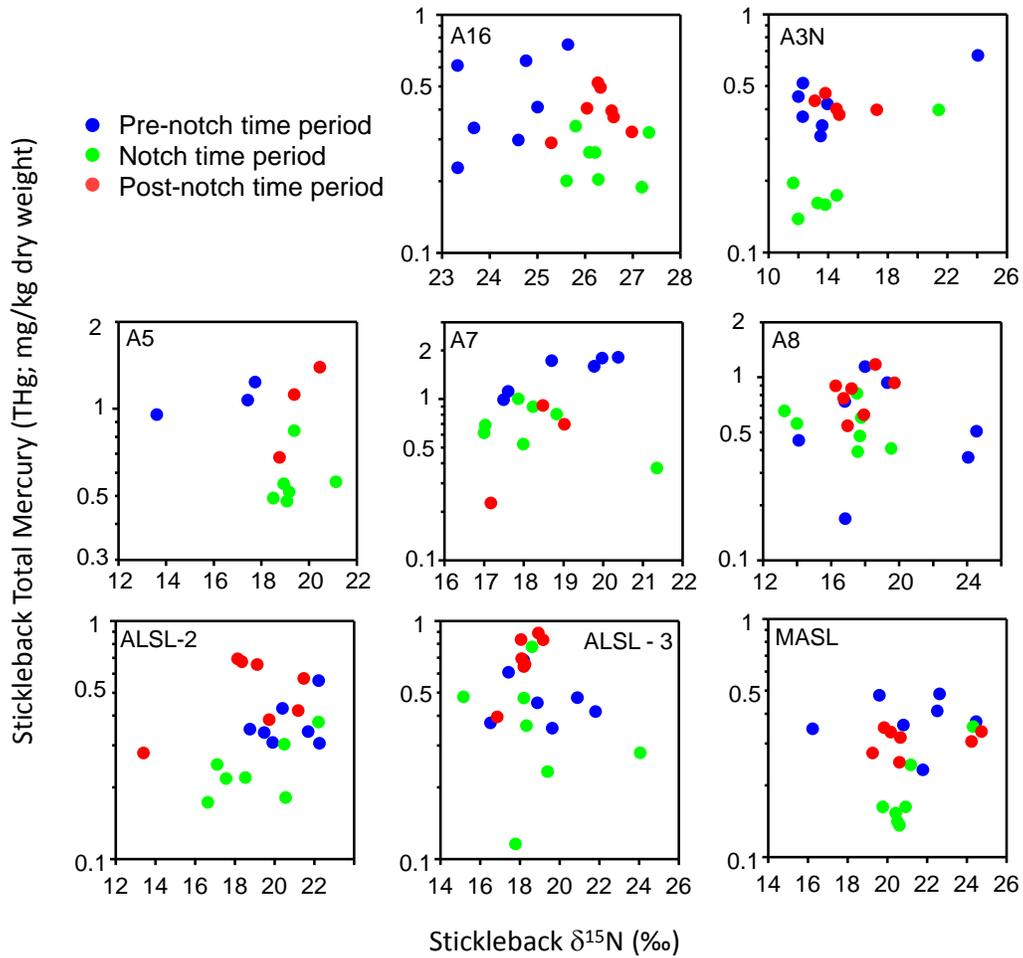 Stickleback Total Mercury (THg; mg/kg dry weight)
Pre-notch time period
Notch time period
Post-notch time period
A16
1
0.5
0.1
23 24 25 26 27 28
A3N
1
0.5
0.1
10 12 14 16 18 20 22 24 26
A5
2
1
0.5
0.3
12 14 16 18 20 22
A7
2
1
0.5
0.1
16 17 18 19 20 21 22
A8
2
1
0.5
0.1
12 16 20 24
ALSL-2
1
0.5
0.1
12 14 16 18 20 22
ALSL - 3
1
0.5
0.1
14 16 18 20 22 24 26
MASL
1
0.5
0.1
14 16 18 20 22 24 26
Stickleback δ¹⁵N (‰)